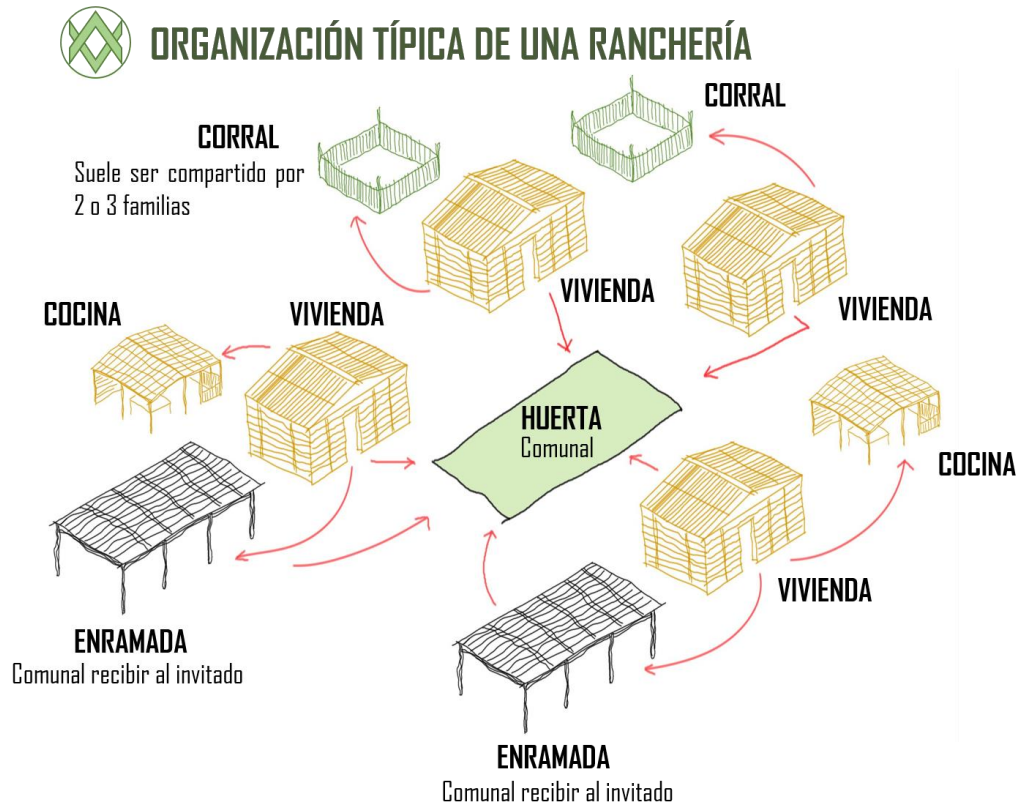 ORGANIZACIÓN TÍPICA DE UNA RANCHERÍA
CORRAL
CORRAL
Suele ser compartido por
2 o 3 familias
VIVIENDA
VIVIENDA
COCINA
VIVIENDA
HUERTA
Comunal
COCINA
VIVIENDA
ENRAMADA
Comunal recibir al invitado
ENRAMADA
Comunal recibir al invitado